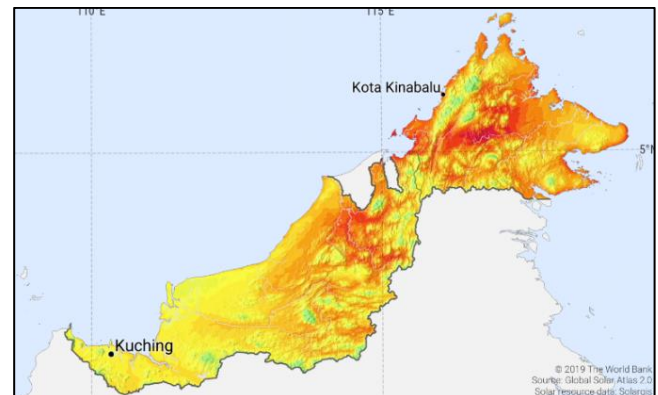 110°E
115°E
Kota Kinabalu
5°N
Kuching
© 2019 The World Bank
Source: Global Solar Atlas 2.0
Solar resource data: Solargis